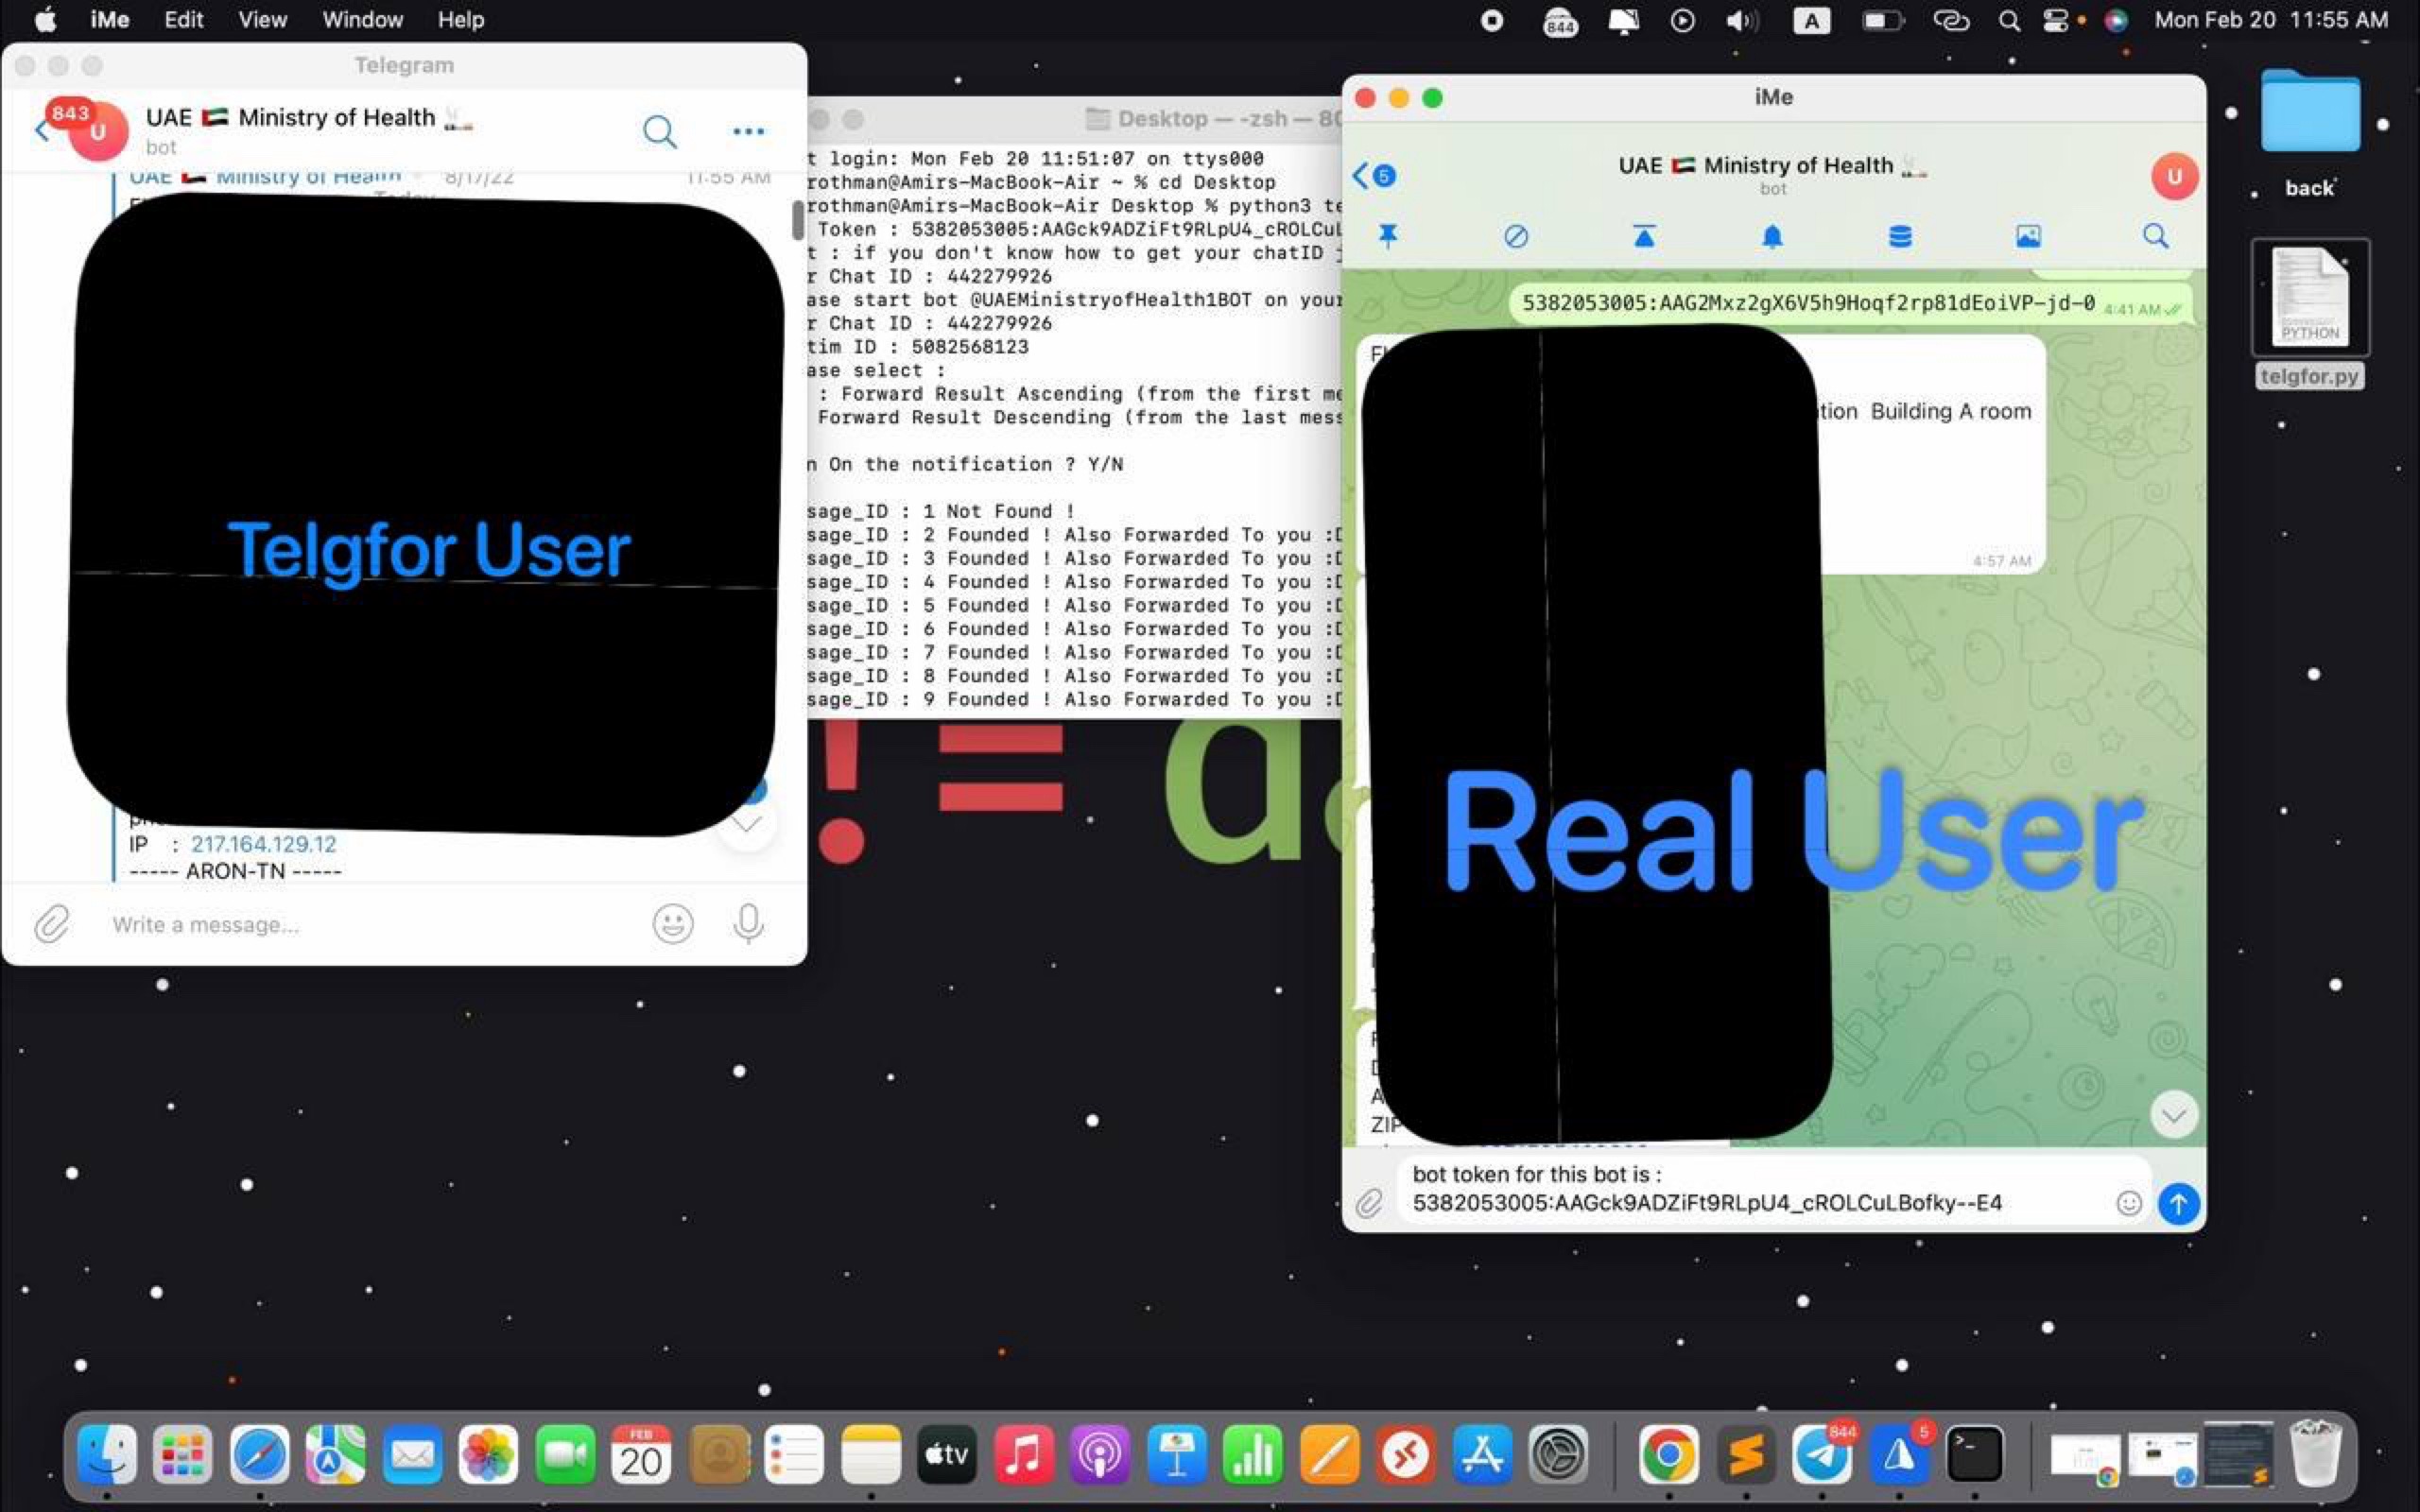 iMe Edit View Window Help
844
A
Mon Feb 20 11:55 AM
Telegram
843
U
UAE 🇦🇪 Ministry of Health 🚬
bot
UAE Ministry of Health 8/17/22 11:55 AM
Today
Telgfor User
IP : 217.164.129.12
----- ARON-TN -----
Write a message...
Desktop — -zsh — 80
t login: Mon Feb 20 11:51:07 on ttys000
rothman@Amirs-MacBook-Air ~ % cd Desktop
rothman@Amirs-MacBook-Air Desktop % python3 te
Token : 5382053005:AAGck9ADZiFt9RLpU4_cROLCuL
t : if you don't know how to get your chatID
r Chat ID : 442279926
ase start bot @UAEMinistryofHealth1BOT on your
r Chat ID : 442279926
tim ID : 5082568123
ase select :
: Forward Result Ascending (from the first me
Forward Result Descending (from the last mess
n On the notification ? Y/N
sage_ID : 1 Not Found !
sage_ID : 2 Founded ! Also Forwarded To you :D
sage_ID : 3 Founded ! Also Forwarded To you :D
sage_ID : 4 Founded ! Also Forwarded To you :D
sage_ID : 5 Founded ! Also Forwarded To you :D
sage_ID : 6 Founded ! Also Forwarded To you :D
sage_ID : 7 Founded ! Also Forwarded To you :D
sage_ID : 8 Founded ! Also Forwarded To you :D
sage_ID : 9 Founded ! Also Forwarded To you :D
! = d
iMe
5
UAE 🇦🇪 Ministry of Health 🚬
bot
U
5382053005:AAG2Mxz2gX6V5h9Hoqf2rp81dEoiVP-jd-0 4:41 AM
tion Building A room
4:57 AM
Real User
ZIP
bot token for this bot is :
5382053005:AAGck9ADZiFt9RLpU4_cROLCuLBofky--E4
back
PYTHON
telgfor.py
FEB
20
tv
844
5